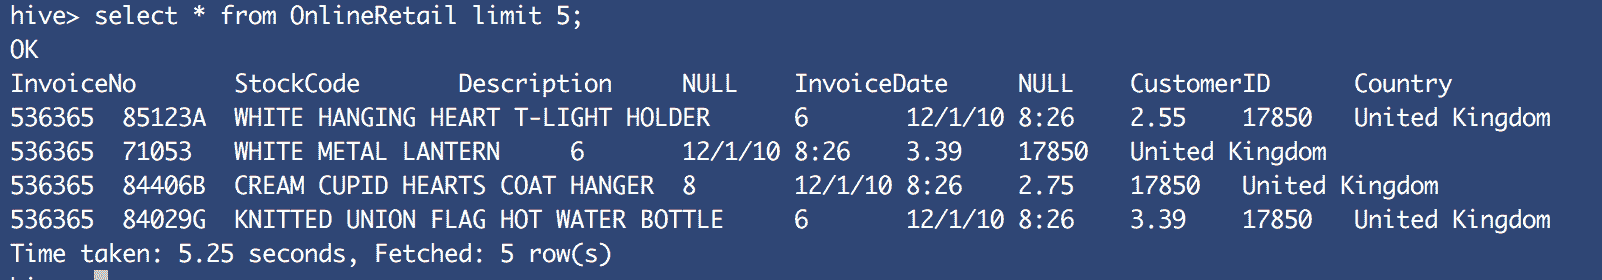 hive> select * from OnlineRetail limit 5;
OK
InvoiceNo StockCode Description NULL InvoiceDate NULL CustomerID Country
536365 85123A WHITE HANGING HEART T-LIGHT HOLDER 6 12/1/10 8:26 2.55 17850 United Kingdom
536365 71053 WHITE METAL LANTERN 6 12/1/10 8:26 3.39 17850 United Kingdom
536365 84406B CREAM CUPID HEARTS COAT HANGER 8 12/1/10 8:26 2.75 17850 United Kingdom
536365 84029G KNITTED UNION FLAG HOT WATER BOTTLE 6 12/1/10 8:26 3.39 17850 United Kingdom
Time taken: 5.25 seconds, Fetched: 5 row(s)